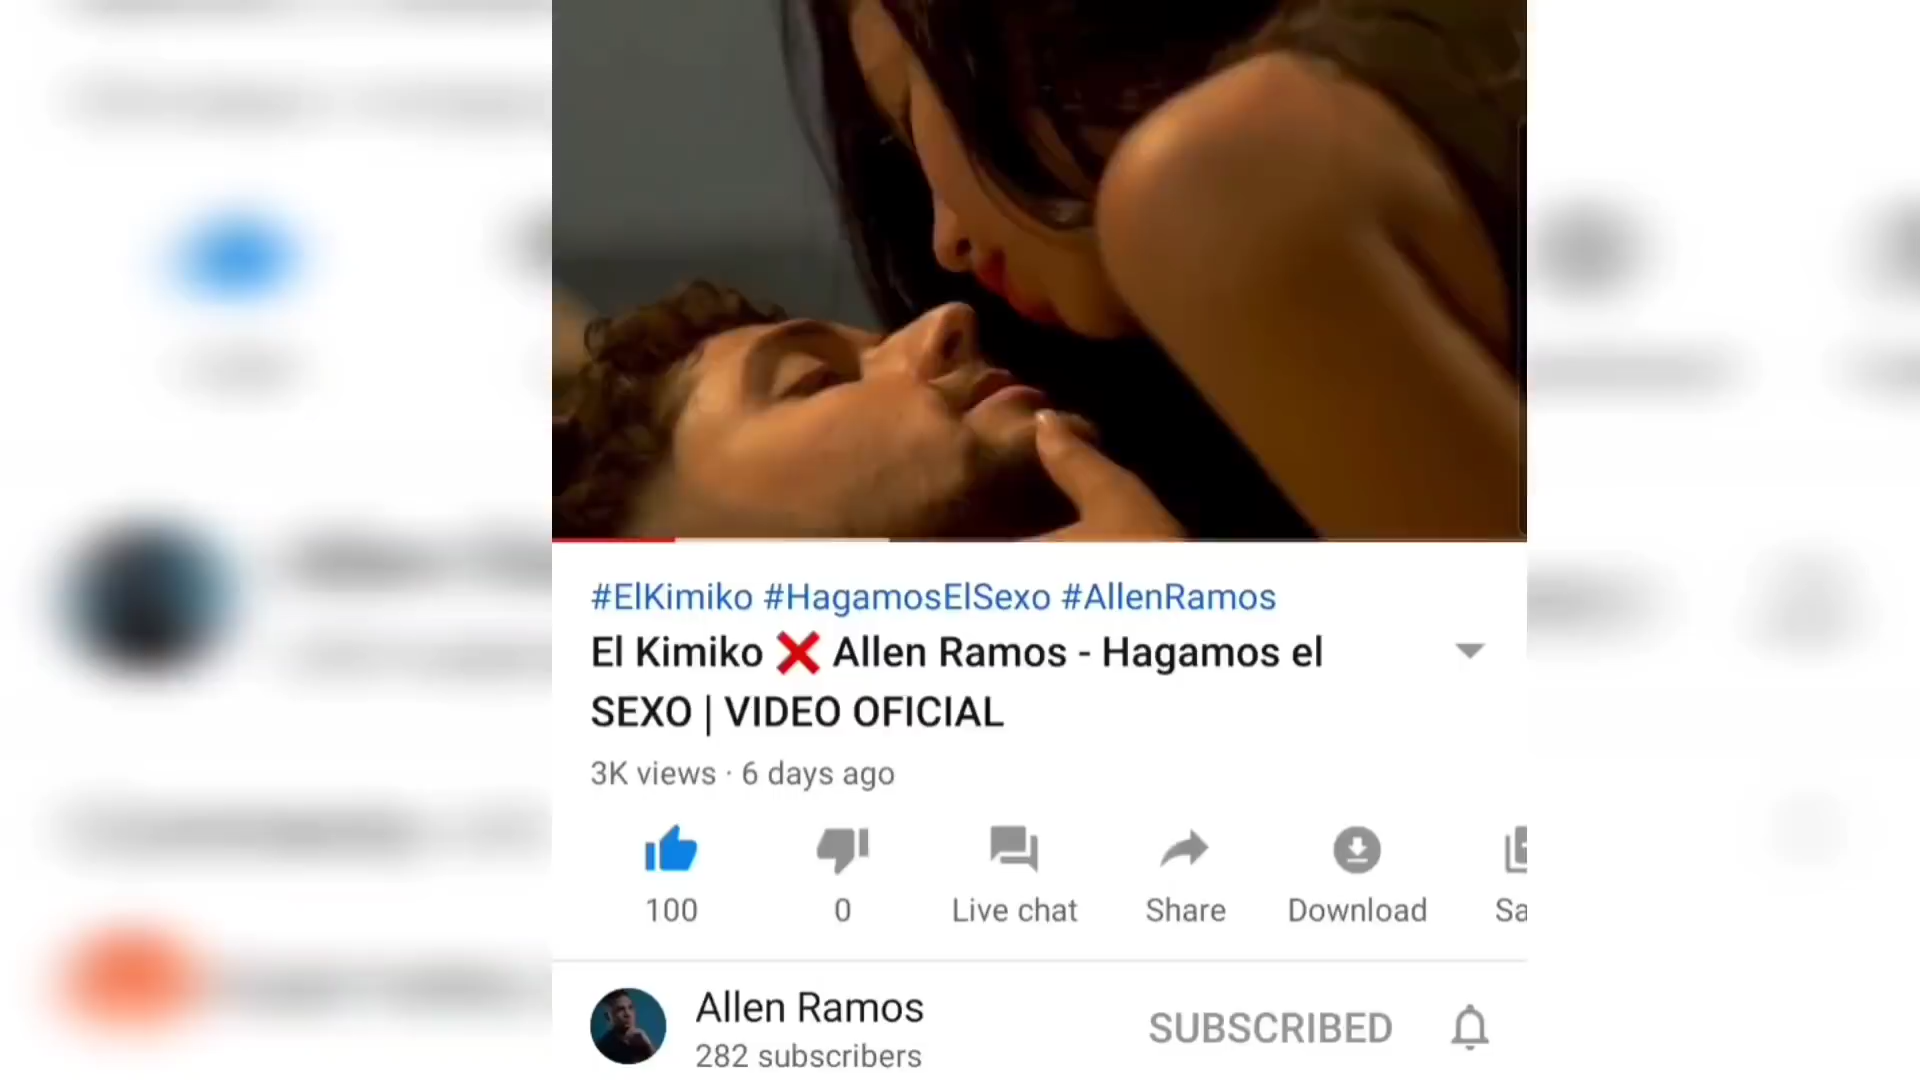 #ElKimiko #HagamosElSexo #AllenRamos
El Kimiko ❌ Allen Ramos - Hagamos el
SEXO | VIDEO OFICIAL
3K views · 6 days ago
100
0
Live chat
Share
Download
Sa
Allen Ramos
282 subscribers
SUBSCRIBED